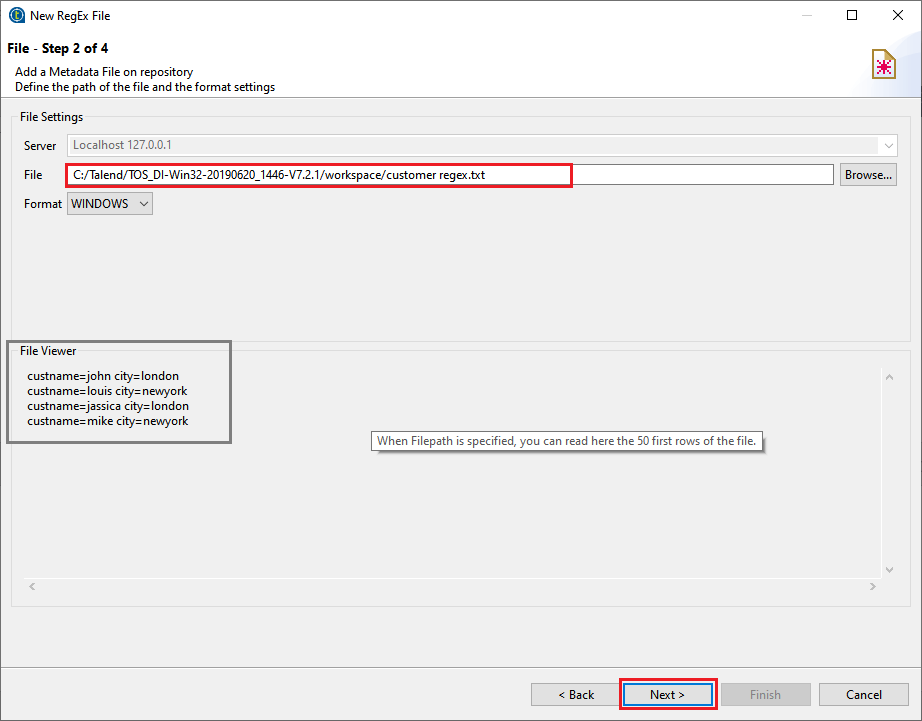 New RegEx File
File - Step 2 of 4
Add a Metadata File on repository
Define the path of the file and the format settings
File Settings
Server Localhost 127.0.0.1
File C:/Talend/TOS_DI-Win32-20190620_1446-V7.2.1/workspace/customer regex.txt Browse...
Format WINDOWS
File Viewer
custname=john city=london
custname=louis city=newyork
custname=jassica city=london
custname=mike city=newyork
When Filepath is specified, you can read here the 50 first rows of the file.
< Back Next > Finish Cancel